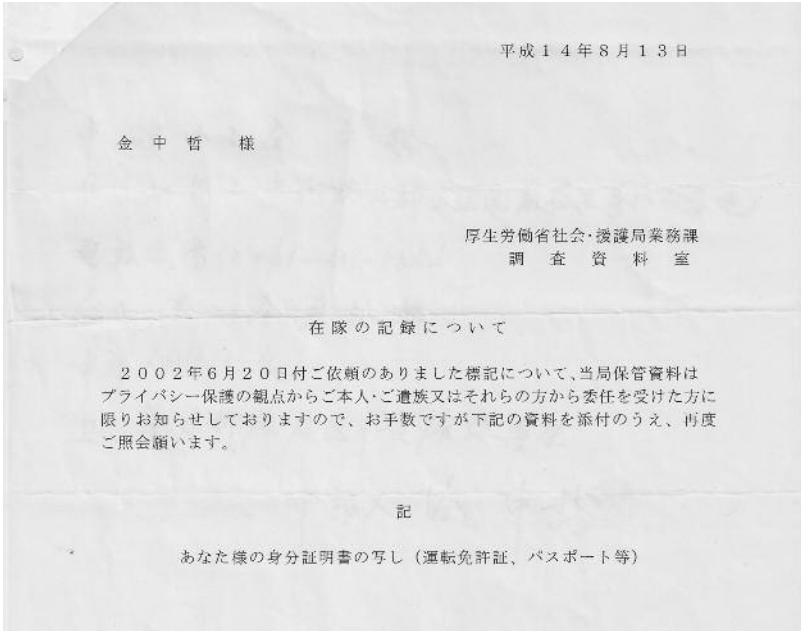 平成１４年８月１３日
金 中 哲 様
厚生労働省社会・援護局業務課
調 査 資 料 室
在隊の記録について
２００２年６月２０日付ご依頼のありました標記について、当局保管資料は
プライバシー保護の観点からご本人・ご遺族又はそれらの方から委任を受けた方に
限りお知らせしておりますので、お手数ですが下記の資料を添付のうえ、再度
ご照会願います。
記
あなた様の身分証明書の写し（運転免許証、パスポート等）